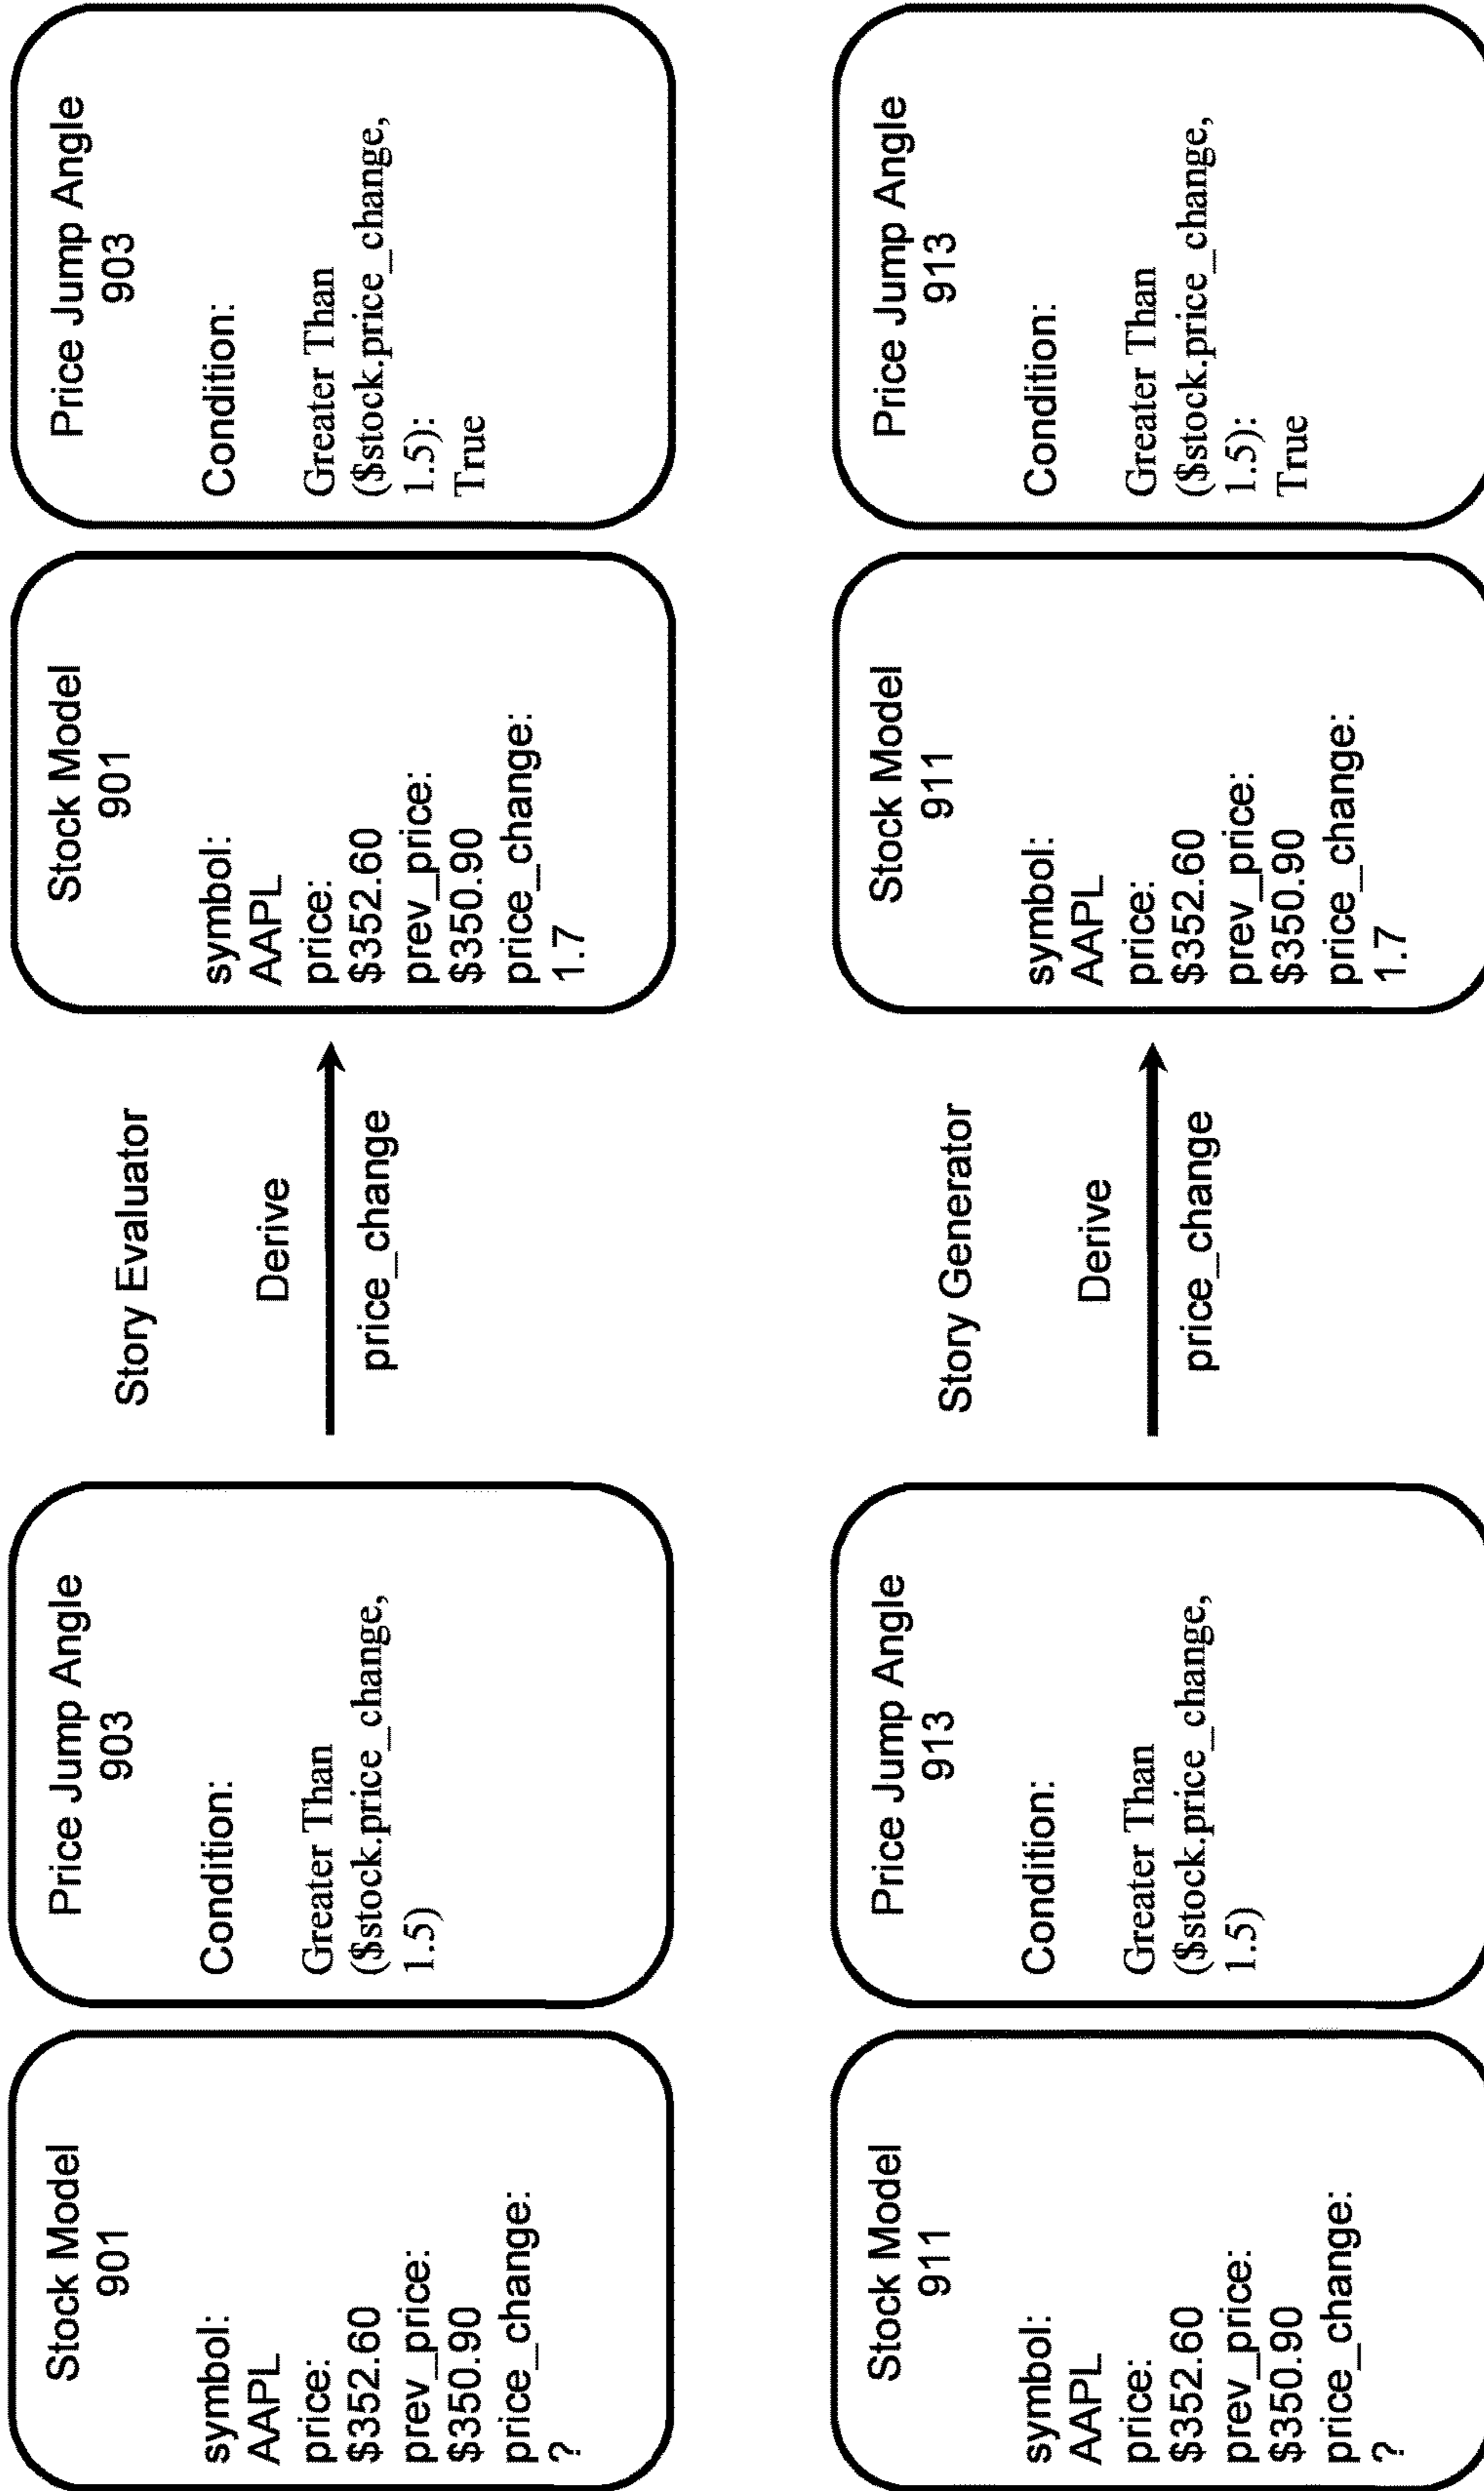 Stock Model
901
symbol:
AAPL
price:
$352.60
prev_price:
$350.90
price_change:
?
Price Jump Angle
903
Condition:
Greater Than
($stock.price_change,
1.5)
Story Evaluator
Derive
price_change
Stock Model
901
symbol:
AAPL
price:
$352.60
prev_price:
$350.90
price_change:
1.7
Price Jump Angle
903
Condition:
Greater Than
($stock.price_change,
1.5):
True
Stock Model
911
symbol:
AAPL
price:
$352.60
prev_price:
$350.90
price_change:
?
Price Jump Angle
913
Condition:
Greater Than
($stock.price_change,
1.5)
Story Generator
Derive
price_change
Stock Model
911
symbol:
AAPL
price:
$352.60
prev_price:
$350.90
price_change:
1.7
Price Jump Angle
913
Condition:
Greater Than
($stock.price_change,
1.5):
True